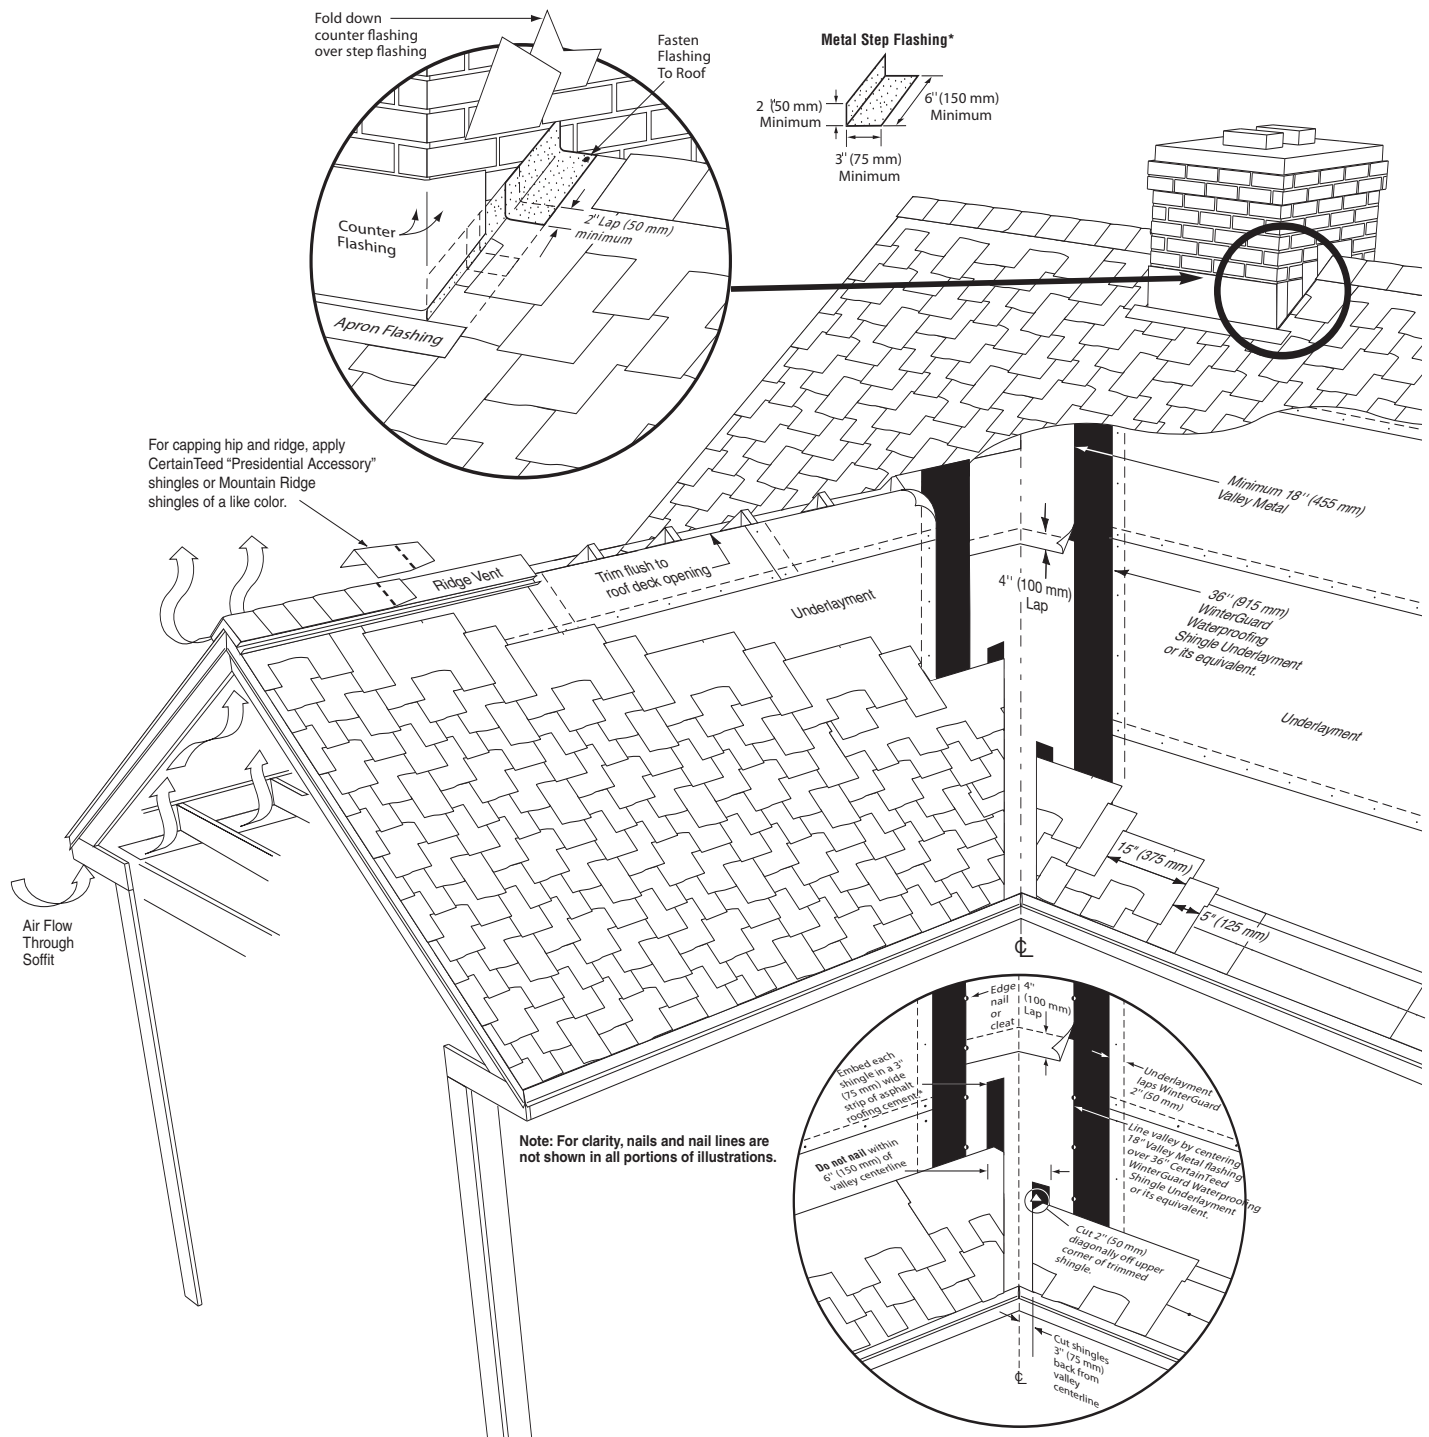 Fold down
counter flashing
over step flashing
Fasten
Flashing
To Roof
Metal Step Flashing*
2" (50 mm)
Minimum
6" (150 mm)
Minimum
3" (75 mm)
Minimum
Counter
Flashing
2" Lap (50 mm)
minimum
Apron Flashing
For capping hip and ridge, apply
CertainTeed “Presidential Accessory”
shingles or Mountain Ridge
shingles of a like color.
Ridge Vent
Trim flush to
roof deck opening
Underlayment
4" (100 mm)
Lap
Minimum 18" (455 mm)
Valley Metal
36" (915 mm)
WinterGuard
Waterproofing
Shingle Underlayment
or its equivalent.
Underlayment
15" (375 mm)
5" (125 mm)
Air Flow
Through
Soffit
℄
Note: For clarity, nails and nail lines are
not shown in all portions of illustrations.
Edge
nail
or
cleat
4"
(100 mm)
Lap
Embed each
shingle in a 3"
(75 mm) wide
strip of asphalt
roofing cement.*
Do not nail within
6" (150 mm) of
valley centerline
Underlayment
laps WinterGuard
2" (50 mm)
Line valley by centering
18" Valley Metal flashing
over 36" CertainTeed
WinterGuard Waterproofing
Shingle Underlayment
or its equivalent.
Cut 2" (50 mm)
diagonally off upper
corner of trimmed
shingle.
Cut shingles
3" (75 mm)
back from
valley
centerline
℄